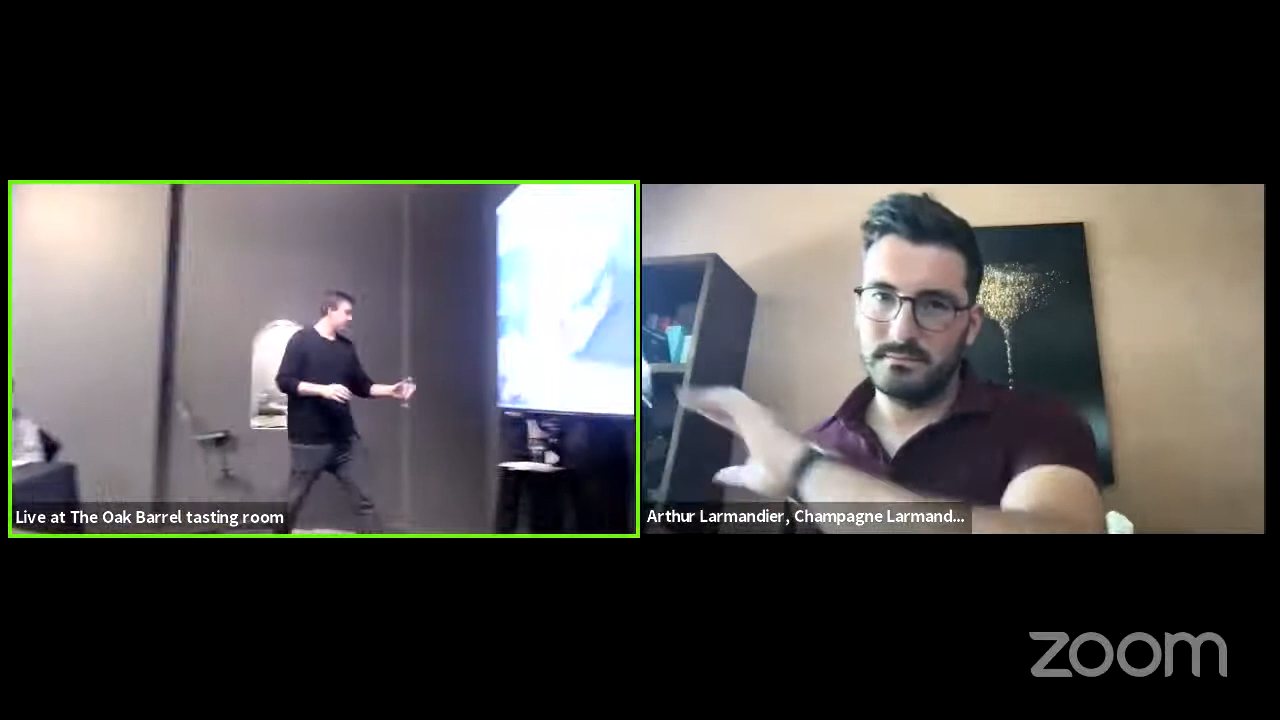 Live at The Oak Barrel tasting room
Arthur Larmandier, Champagne Larmand...
zoom